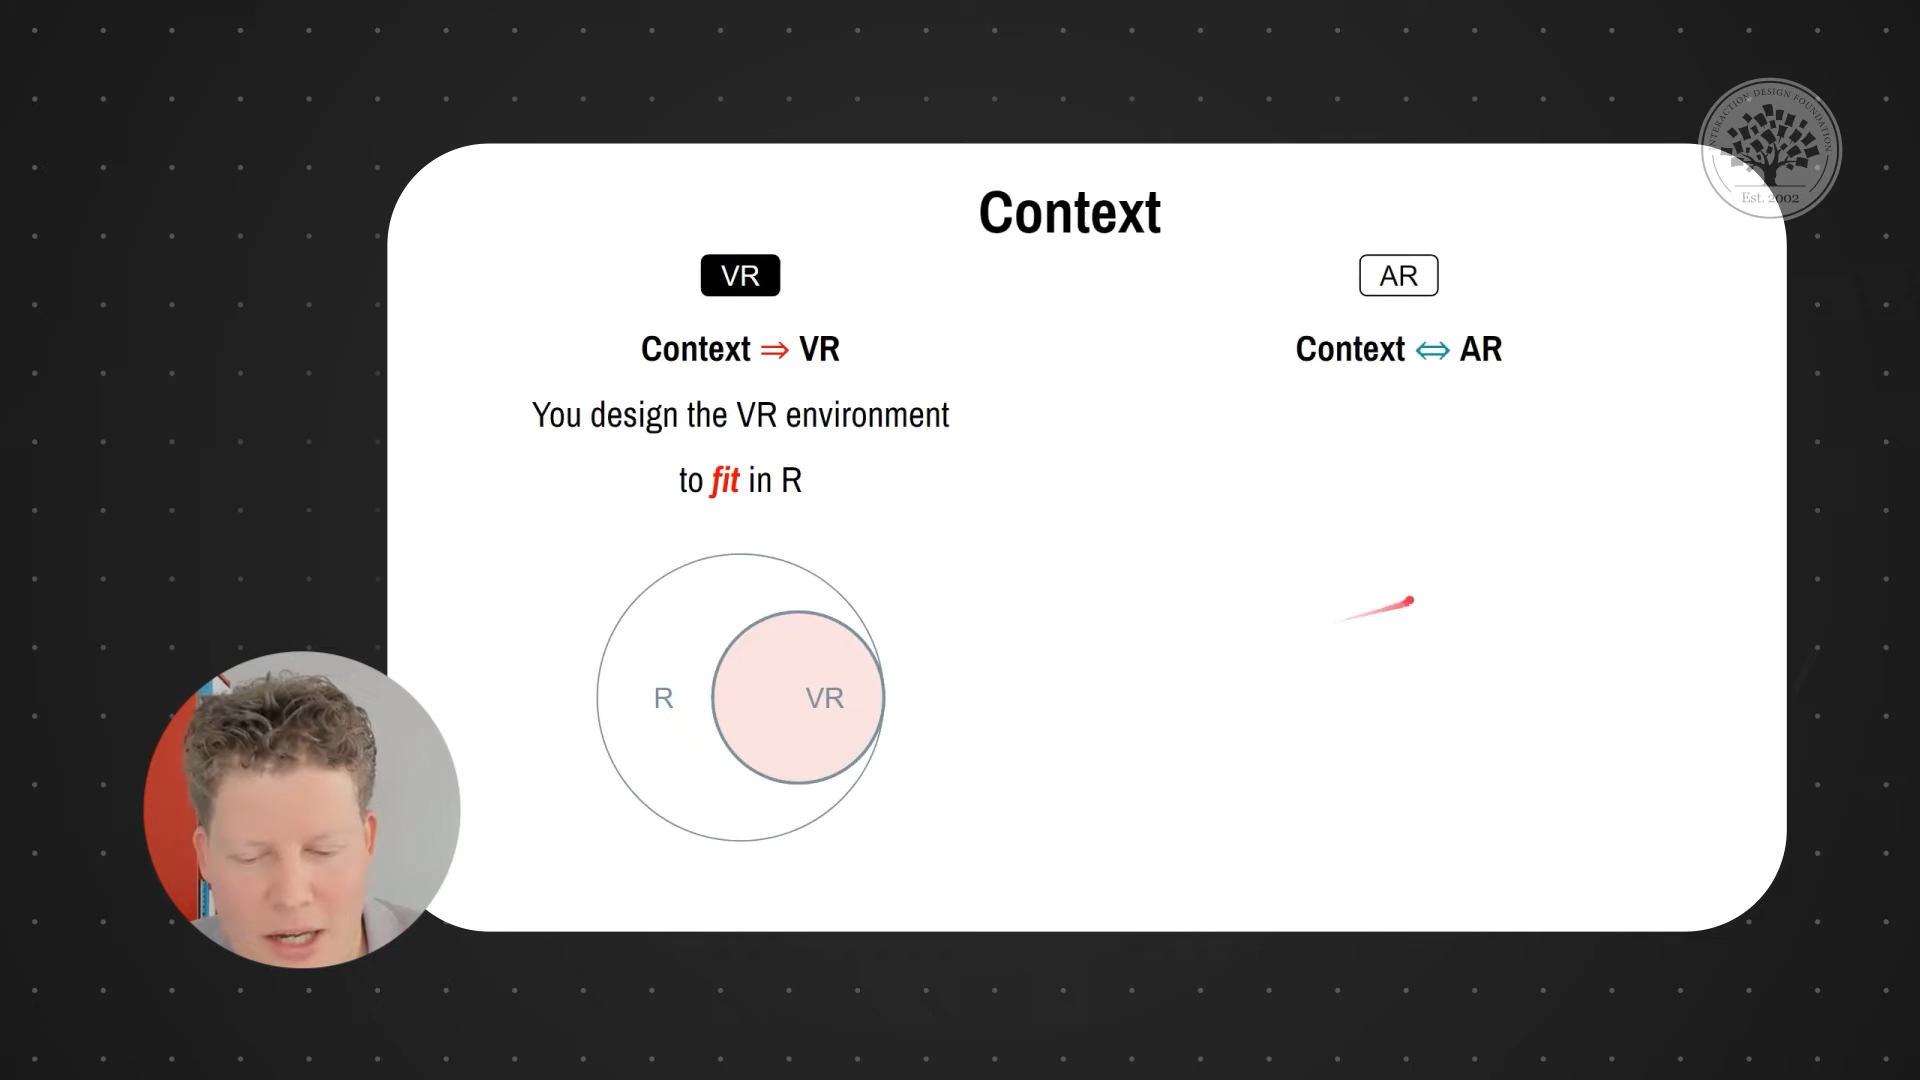 INTERACTION DESIGN FOUNDATION
Est. 2002
Context
VR
Context ⇒ VR
You design the VR environment
to fit in R
R
VR
AR
Context ⇔ AR